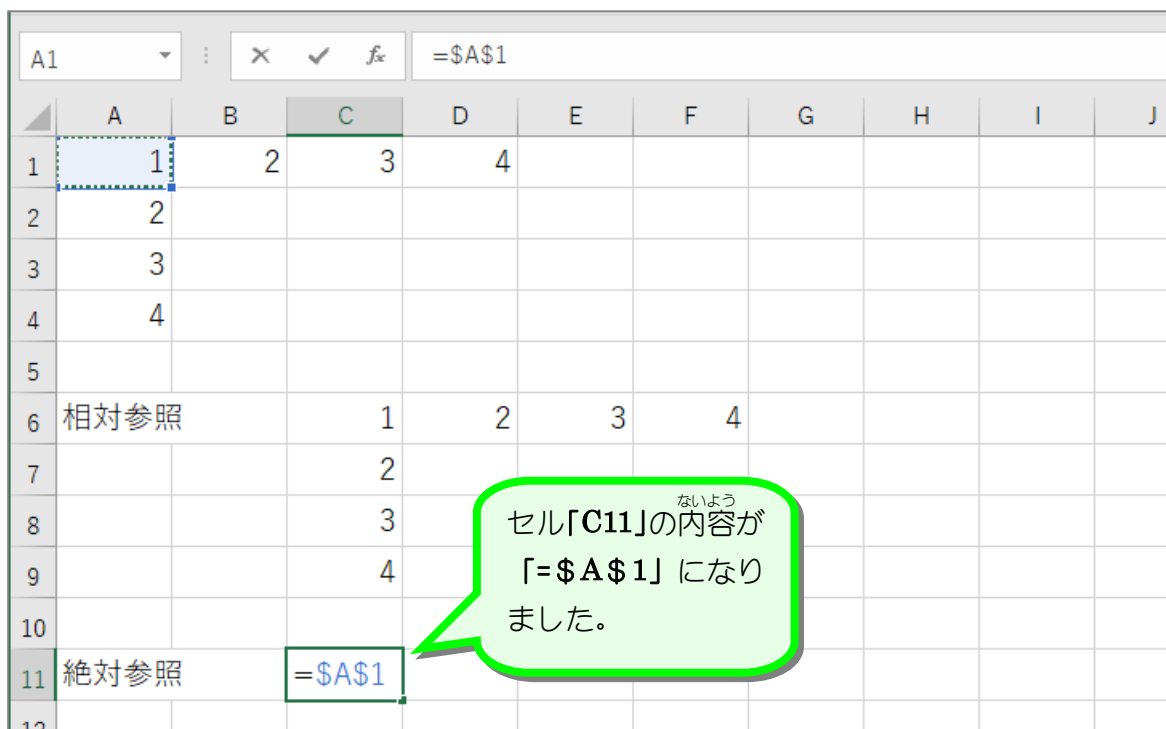 A1 fx =$A$1
A B C D E F G H I J
1 1 2 3 4
2 2
3 3
4 4
5
6 相対参照 1 2 3 4
7 2
8 3
9 4
10
11 絶対参照 =$A$1
12
ないよう
セル「C11」の内容が
「=$A$1」になり
ました。